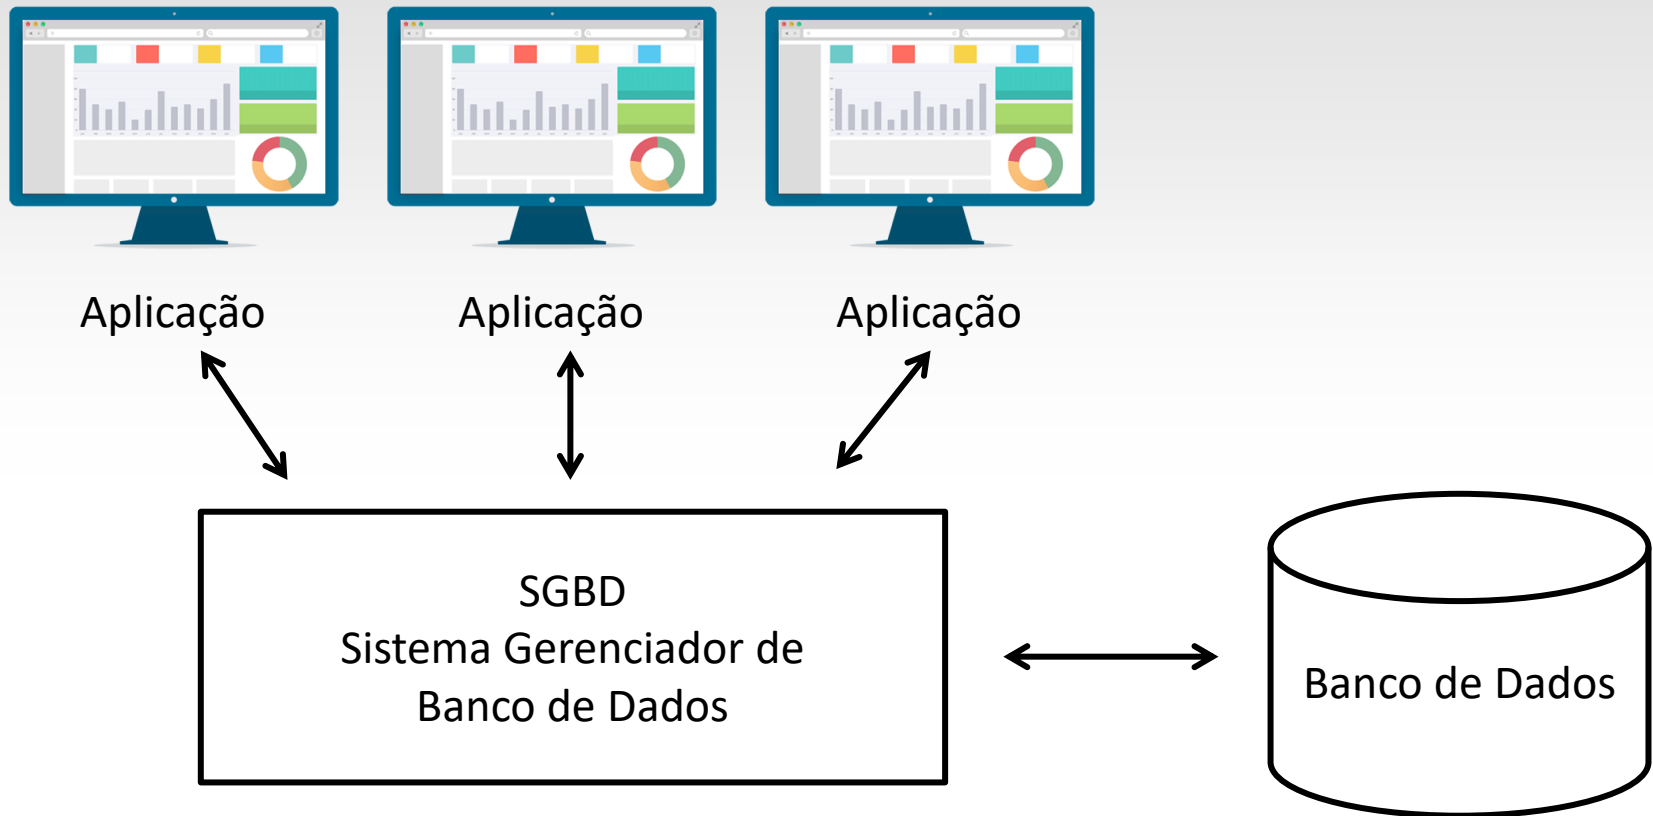 Aplicação
Aplicação
Aplicação
SGBD
Sistema Gerenciador de
Banco de Dados
Banco de Dados